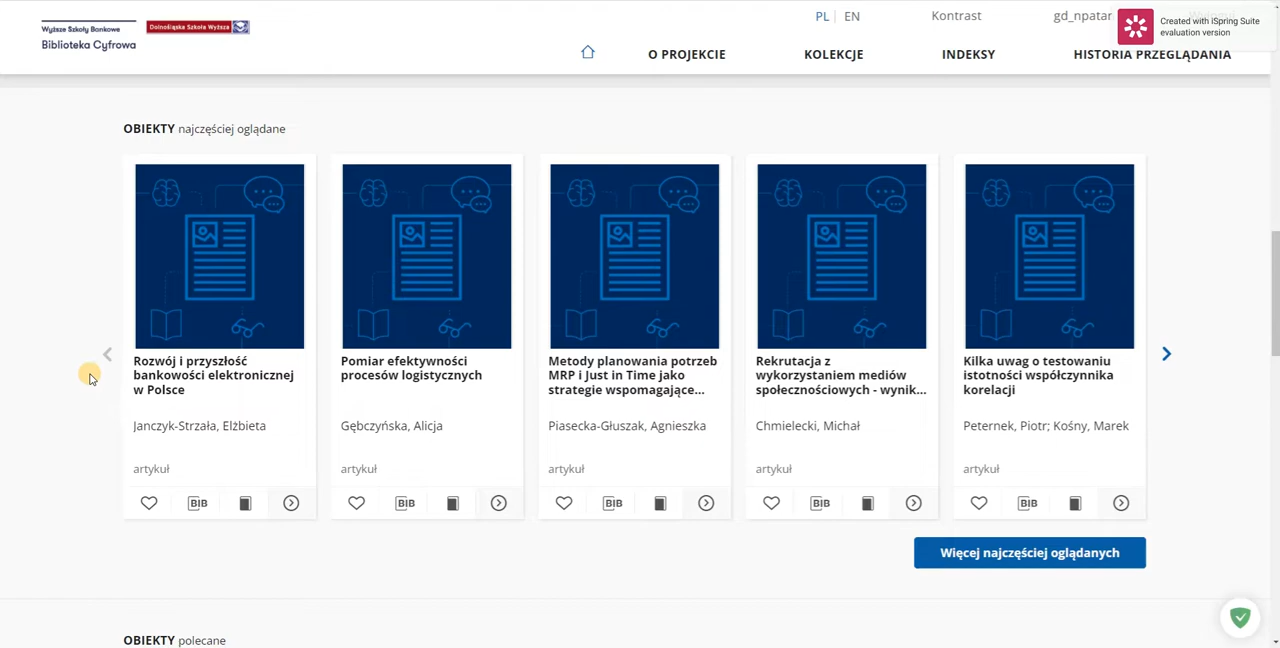 Wyższe Szkoły Bankowe
Biblioteka Cyfrowa
Dolnośląska Szkoła Wyższa
PL EN Kontrast gd_npatar
Created with iSpring Suite
evaluation version
O PROJEKCIE KOLEKCJE INDEKSY HISTORIA PRZEGLĄDANIA
OBIEKTY najczęściej oglądane
Rozwój i przyszłość
bankowości elektronicznej
w Polsce
Janczyk-Strzała, Elżbieta
artykuł
BIB
Pomiar efektywności
procesów logistycznych
Gębczyńska, Alicja
artykuł
BIB
Metody planowania potrzeb
MRP i Just in Time jako
strategie wspomagające...
Piasecka-Głuszak, Agnieszka
artykuł
BIB
Rekrutacja z
wykorzystaniem mediów
społecznościowych - wynik...
Chmielecki, Michał
artykuł
BIB
Kilka uwag o testowaniu
istotności współczynnika
korelacji
Peternek, Piotr; Kośny, Marek
artykuł
BIB
Więcej najczęściej oglądanych
OBIEKTY polecane